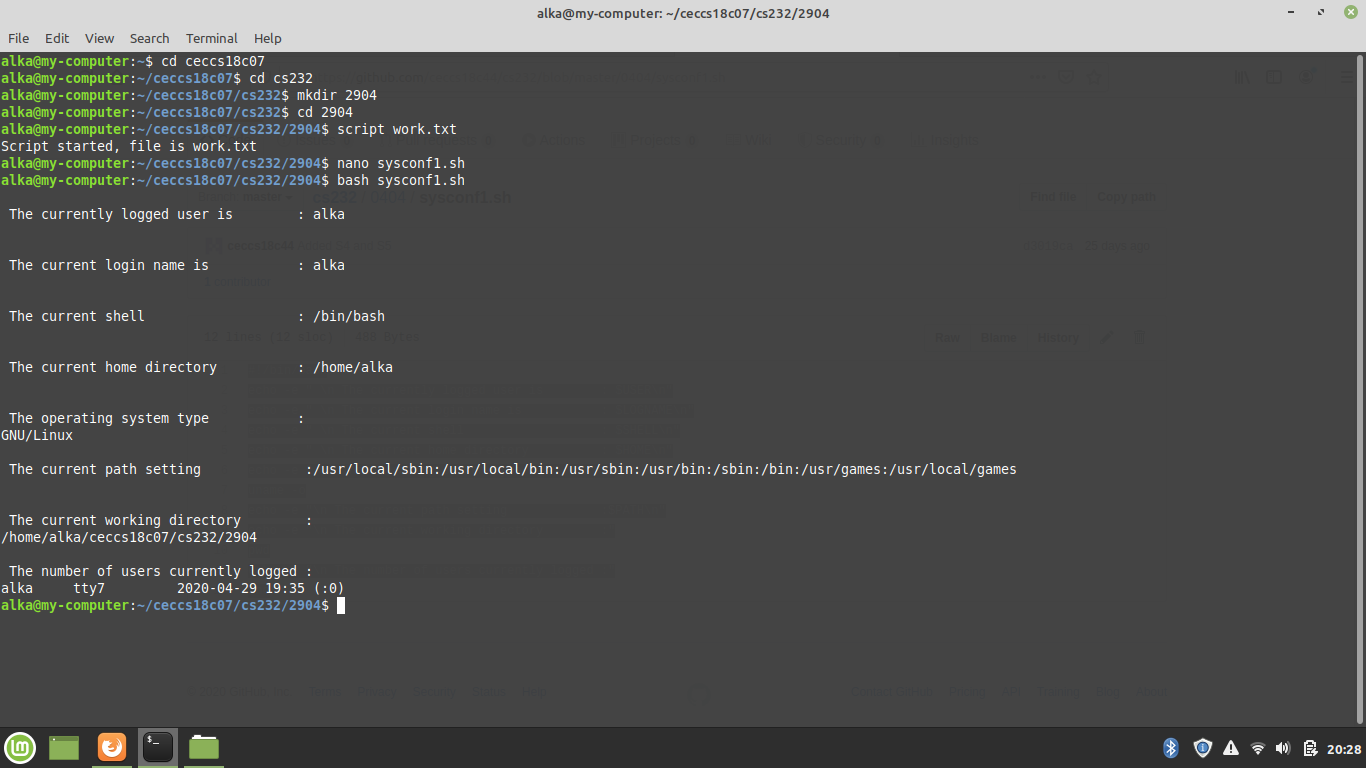 alka@my-computer: ~/ceccs18c07/cs232/2904
File Edit View Search Terminal Help
alka@my-computer:~$ cd ceccs18c07
alka@my-computer:~/ceccs18c07$ cd cs232
alka@my-computer:~/ceccs18c07/cs232$ mkdir 2904
alka@my-computer:~/ceccs18c07/cs232$ cd 2904
alka@my-computer:~/ceccs18c07/cs232/2904$ script work.txt
Script started, file is work.txt
alka@my-computer:~/ceccs18c07/cs232/2904$ nano sysconf1.sh
alka@my-computer:~/ceccs18c07/cs232/2904$ bash sysconf1.sh
The currently logged user is : alka
The current login name is : alka
The current shell : /bin/bash
The current home directory : /home/alka
The operating system type :
GNU/Linux
The current path setting :/usr/local/sbin:/usr/local/bin:/usr/sbin:/usr/bin:/sbin:/bin:/usr/games:/usr/local/games
The current working directory :
/home/alka/ceccs18c07/cs232/2904
The number of users currently logged :
alka tty7 2020-04-29 19:35 (:0)
alka@my-computer:~/ceccs18c07/cs232/2904$
20:28